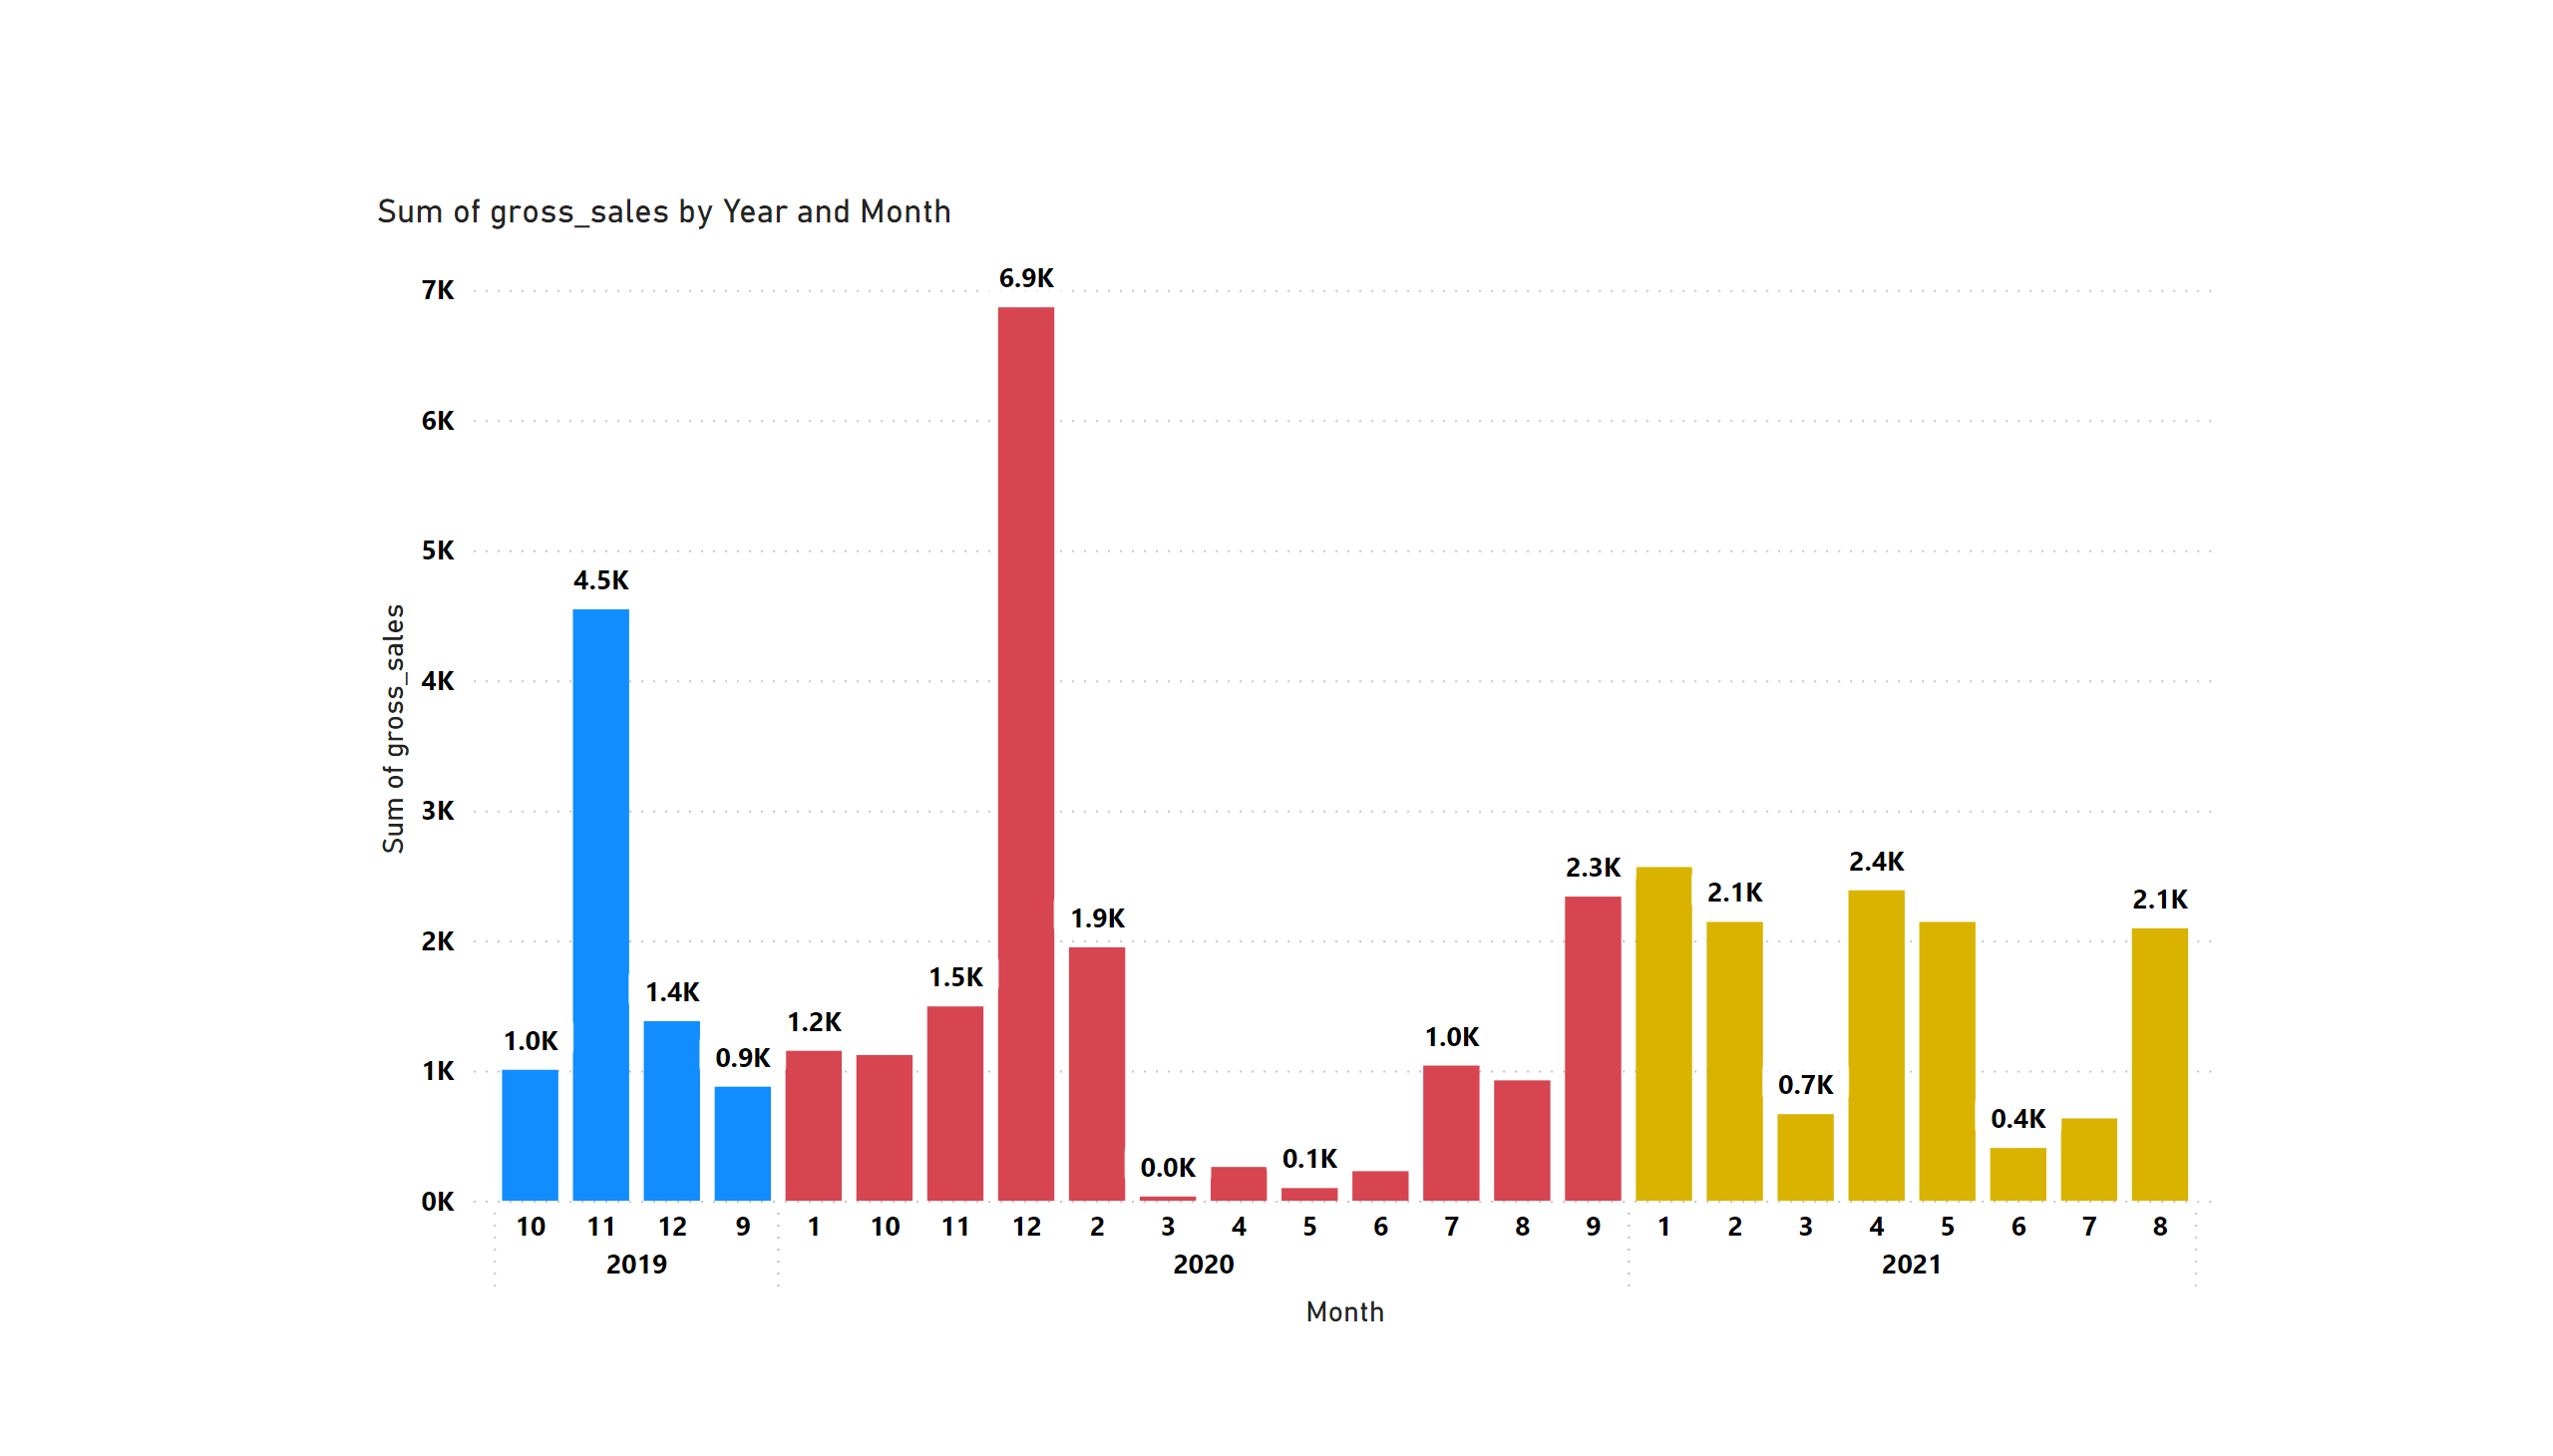 Sum of gross_sales by Year and Month
Sum of gross_sales
7K
6K
5K
4K
3K
2K
1K
0K
1.0K
4.5K
1.4K
0.9K
1.2K
1.5K
6.9K
1.9K
0.0K
0.1K
1.0K
2.3K
2.1K
0.7K
2.4K
0.4K
2.1K
10 11 12 9 1 10 11 12 2 3 4 5 6 7 8 9 1 2 3 4 5 6 7 8
2019 2020 2021
Month